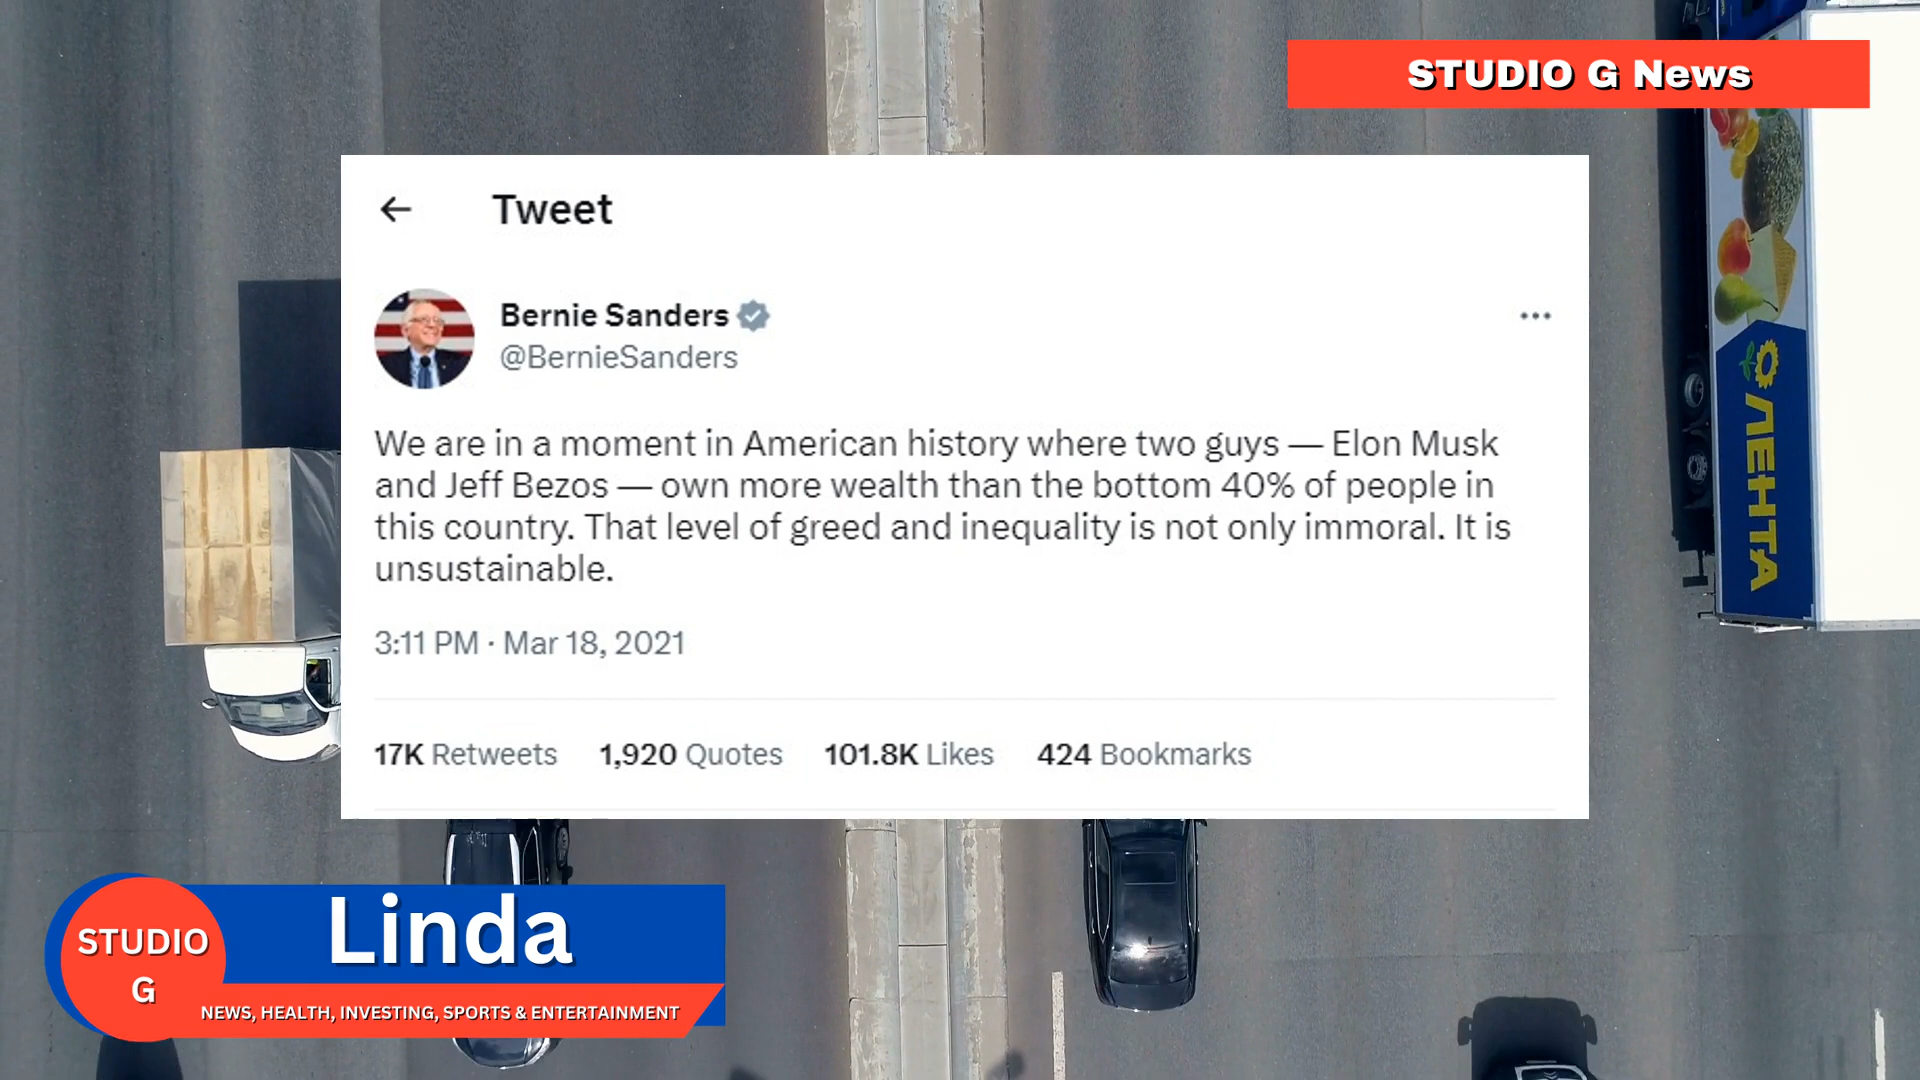 STUDIO G News
Tweet
Bernie Sanders
@BernieSanders
We are in a moment in American history where two guys — Elon Musk
and Jeff Bezos — own more wealth than the bottom 40% of people in
this country. That level of greed and inequality is not only immoral. It is
unsustainable.
3:11 PM · Mar 18, 2021
17K Retweets 1,920 Quotes 101.8K Likes 424 Bookmarks
ЛЕНТА
Linda
STUDIO
G
NEWS, HEALTH, INVESTING, SPORTS & ENTERTAINMENT